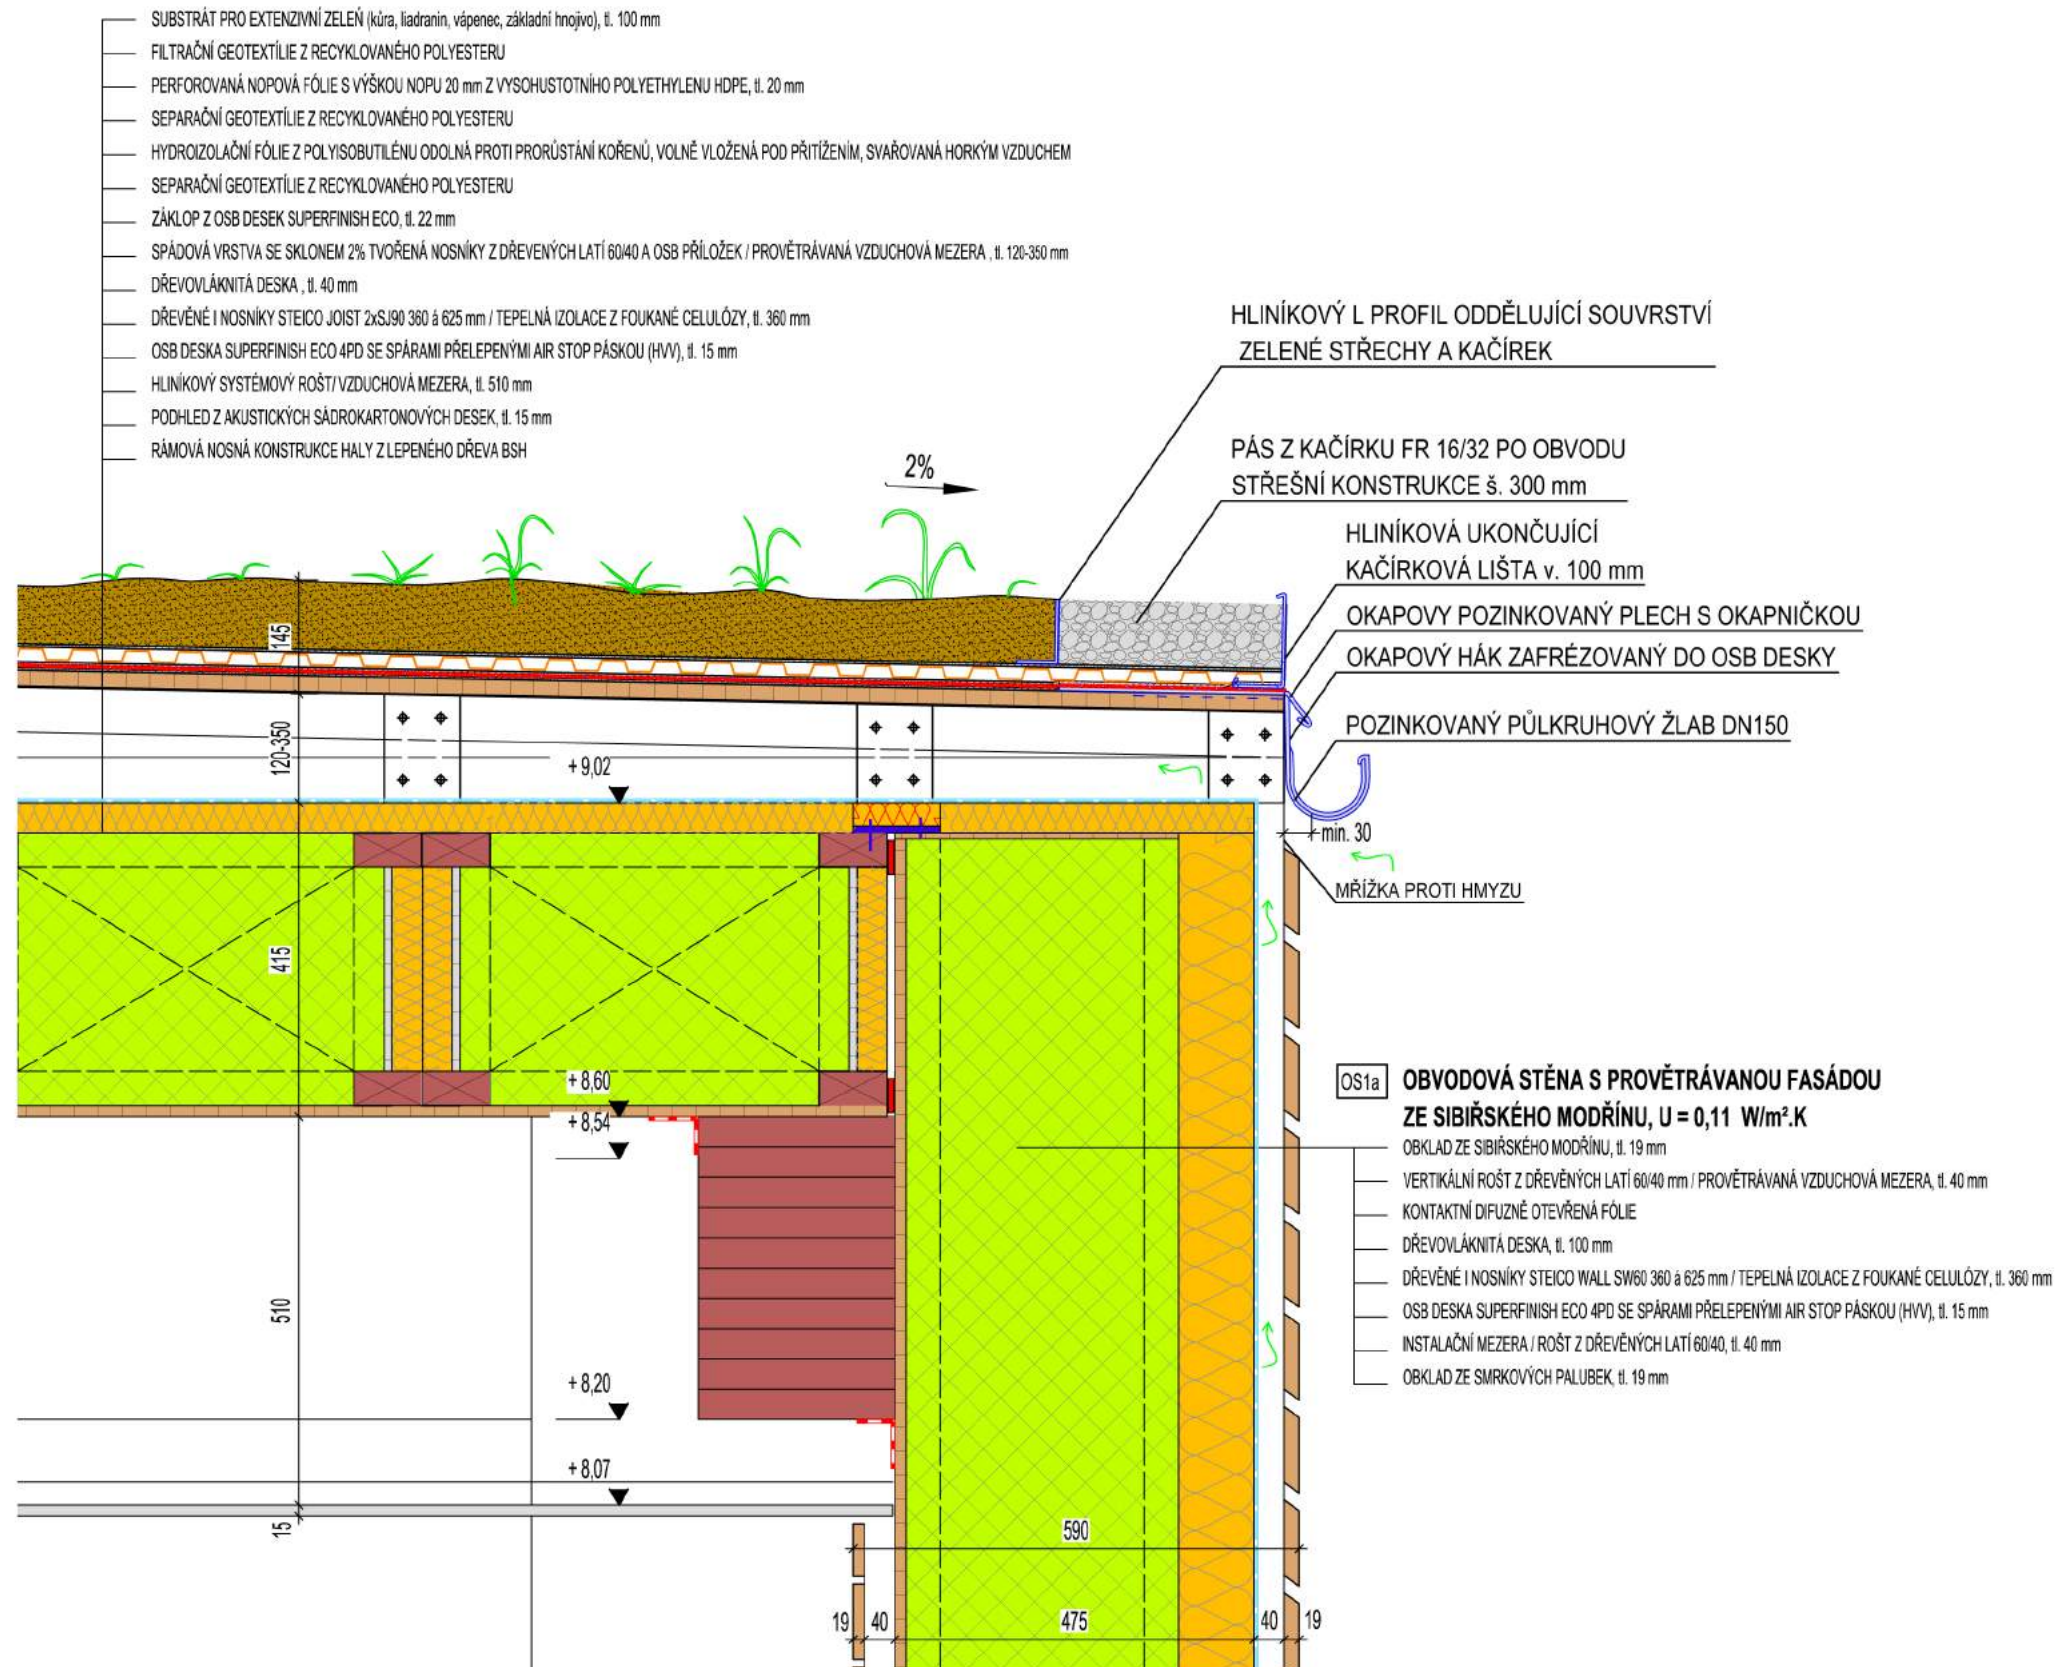 SUBSTRÁT PRO EXTENZIVNÍ ZELEŇ (kůra, liadranin, vápenec, základní hnojivo), tl. 100 mm
FILTRAČNÍ GEOTEXTÍLIE Z RECYKLOVANÉHO POLYESTERU
PERFOROVANÁ NOPOVÁ FÓLIE S VÝŠKOU NOPU 20 mm Z VYSOHUSTOTNÍHO POLYETHYLENU HDPE, tl. 20 mm
SEPARAČNÍ GEOTEXTÍLIE Z RECYKLOVANÉHO POLYESTERU
HYDROIZOLAČNÍ FÓLIE Z POLYISOBUTILÉNU ODOLNÁ PROTI PRORŮSTÁNÍ KOŘENŮ, VOLNĚ VLOŽENÁ POD PŘITÍŽENÍM, SVAŘOVANÁ HORKÝM VZDUCHEM
SEPARAČNÍ GEOTEXTÍLIE Z RECYKLOVANÉHO POLYESTERU
ZÁKLOP Z OSB DESEK SUPERFINISH ECO, tl. 22 mm
SPÁDOVÁ VRSTVA SE SKLONEM 2% TVOŘENÁ NOSNÍKY Z DŘEVENÝCH LATÍ 60/40 A OSB PŘÍLOŽEK / PROVĚTRÁVANÁ VZDUCHOVÁ MEZERA , tl. 120-350 mm
DŘEVOVLÁKNITÁ DESKA , tl. 40 mm
DŘEVĚNÉ I NOSNÍKY STEICO JOIST 2xSJ90 360 á 625 mm / TEPELNÁ IZOLACE Z FOUKANÉ CELULÓZY, tl. 360 mm
OSB DESKA SUPERFINISH ECO 4PD SE SPÁRAMI PŘELEPENÝMI AIR STOP PÁSKOU (HVV), tl. 15 mm
HLINÍKOVÝ SYSTÉMOVÝ ROŠT/ VZDUCHOVÁ MEZERA, tl. 510 mm
PODHLED Z AKUSTICKÝCH SÁDROKARTONOVÝCH DESEK, tl. 15 mm
RÁMOVÁ NOSNÁ KONSTRUKCE HALY Z LEPENÉHO DŘEVA BSH
2%
HLINÍKOVÝ L PROFIL ODDĚLUJÍCÍ SOUVRSTVÍ
ZELENÉ STŘECHY A KAČÍREK
PÁS Z KAČÍRKU FR 16/32 PO OBVODU
STŘEŠNÍ KONSTRUKCE š. 300 mm
HLINÍKOVÁ UKONČUJÍCÍ
KAČÍRKOVÁ LIŠTA v. 100 mm
OKAPOVY POZINKOVANÝ PLECH S OKAPNIČKOU
OKAPOVÝ HÁK ZAFRÉZOVANÝ DO OSB DESKY
POZINKOVANÝ PŮLKRUHOVÝ ŽLAB DN150
min. 30
MŘÍŽKA PROTI HMYZU
145
120-350
+ 9,02
415
+ 8,60
+ 8,54
510
+ 8,20
+ 8,07
15
OS1a
OBVODOVÁ STĚNA S PROVĚTRÁVANOU FASÁDOU
ZE SIBIŘSKÉHO MODŘÍNU, U = 0,11 W/m².K
OBKLAD ZE SIBIŘSKÉHO MODŘÍNU, tl. 19 mm
VERTIKÁLNÍ ROŠT Z DŘEVĚNÝCH LATÍ 60/40 mm / PROVĚTRÁVANÁ VZDUCHOVÁ MEZERA, tl. 40 mm
KONTAKTNÍ DIFUZNĚ OTEVŘENÁ FÓLIE
DŘEVOVLÁKNITÁ DESKA, tl. 100 mm
DŘEVĚNÉ I NOSNÍKY STEICO WALL SW60 360 á 625 mm / TEPELNÁ IZOLACE Z FOUKANÉ CELULÓZY, tl. 360 mm
OSB DESKA SUPERFINISH ECO 4PD SE SPÁRAMI PŘELEPENÝMI AIR STOP PÁSKOU (HVV), tl. 15 mm
INSTALAČNÍ MEZERA / ROŠT Z DŘEVĚNÝCH LATÍ 60/40, tl. 40 mm
OBKLAD ZE SMRKOVÝCH PALUBEK, tl. 19 mm
590
19 40 475 40 19